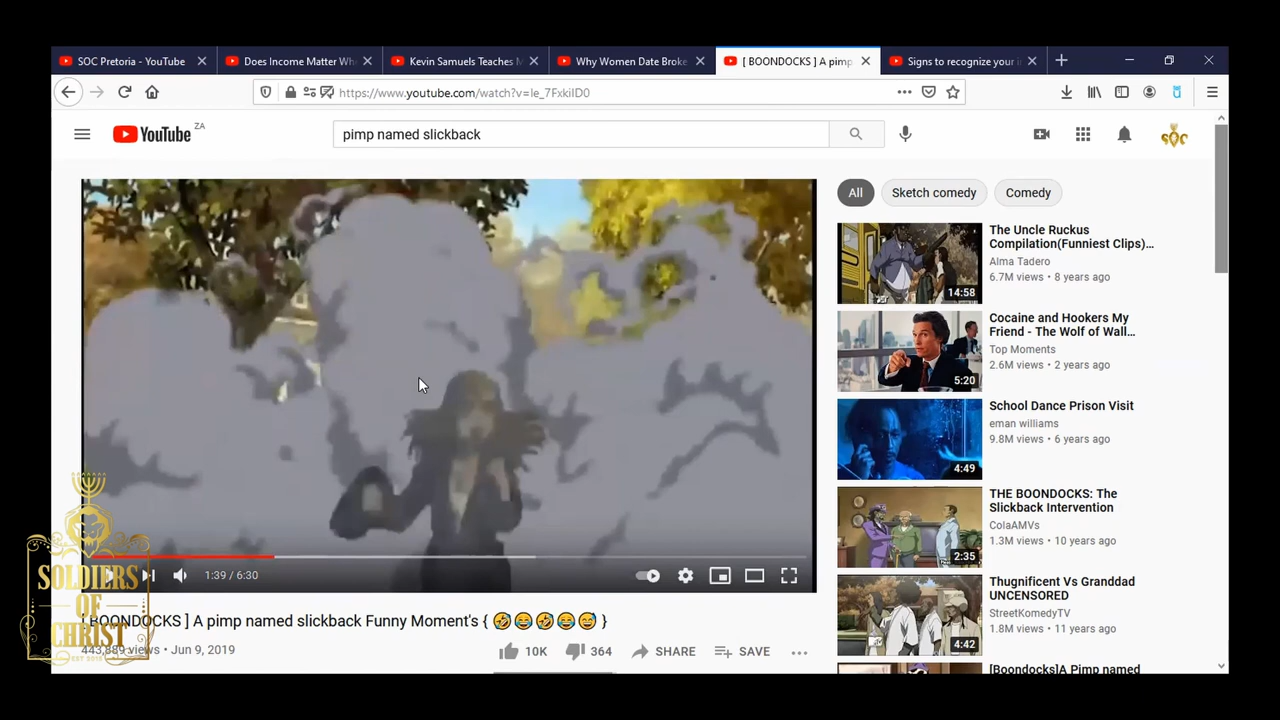 SOC Pretoria - YouTube
Does Income Matter Wh
Kevin Samuels Teaches M
Why Women Date Broke
[ BOONDOCKS ] A pimp
Signs to recognize your i
https://www.youtube.com/watch?v=Ie_7FxkiID0
YouTube ZA
pimp named slickback
SOC
All
Sketch comedy
Comedy
The Uncle Ruckus
Compilation(Funniest Clips)...
Alma Tadero
6.7M views • 8 years ago
14:58
Cocaine and Hookers My
Friend - The Wolf of Wall...
Top Moments
2.6M views • 2 years ago
5:20
School Dance Prison Visit
eman williams
9.8M views • 6 years ago
4:49
THE BOONDOCKS: The
Slickback Intervention
ColaAMVs
1.3M views • 10 years ago
2:35
Thugnificent Vs Granddad
UNCENSORED
StreetKomedyTV
1.8M views • 11 years ago
4:42
[Boondocks]A Pimp named
1:39 / 6:30
[ BOONDOCKS ] A pimp named slickback Funny Moment's { 🤣😂🤣😂😅 }
443,889 views • Jun 9, 2019
10K
364
SHARE
SAVE
SOLDIERS
OF
CHRIST